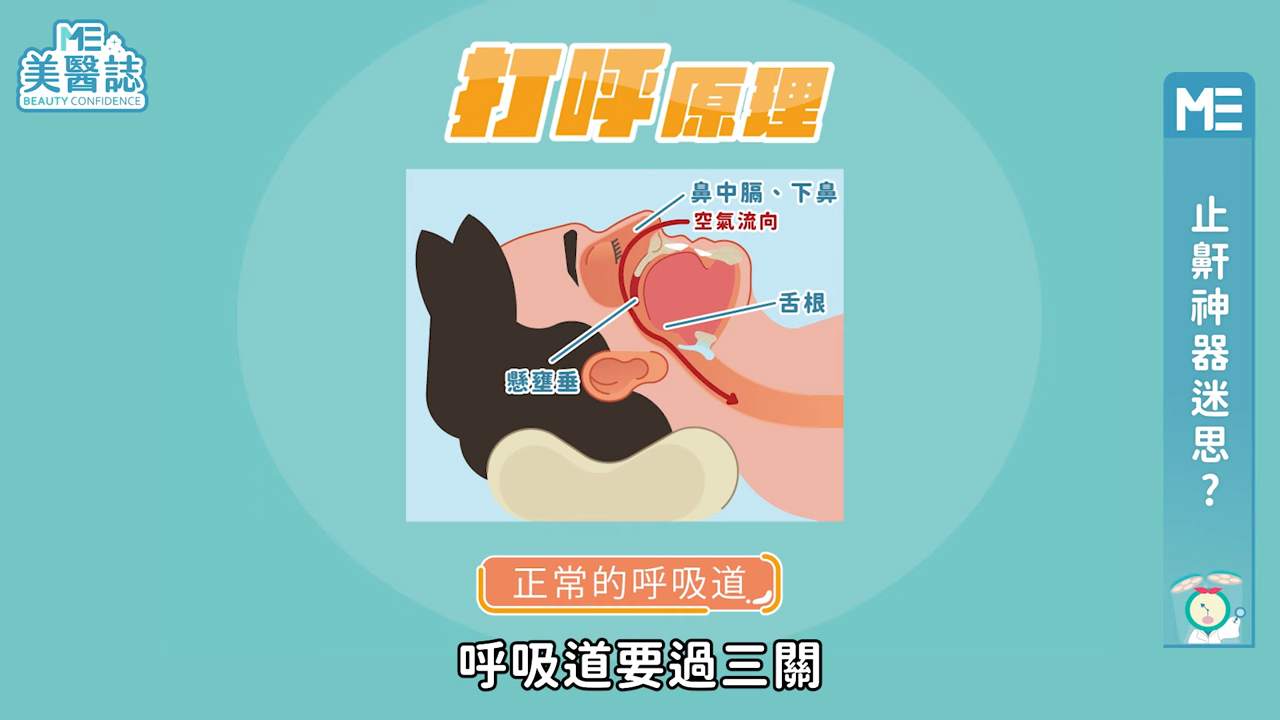 ME
美醫誌
BEAUTY CONFIDENCE
打呼原理
鼻中膈、下鼻
空氣流向
舌根
懸壅垂
正常的呼吸道
呼吸道要過三關
ME
止鼾神器迷思?